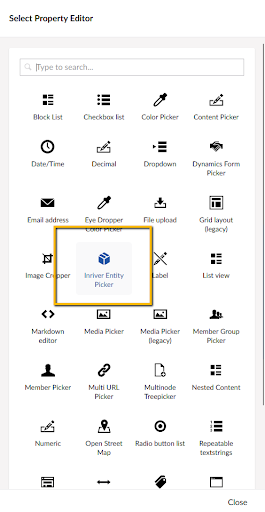 Select Property Editor
Type to search...
Block List
Checkbox list
Color Picker
Content Picker
Date/Time
Decimal
Dropdown
Dynamics Form
Picker
Email address
Eye Dropper
Color Picker
File upload
Grid layout
(legacy)
Image Cropper
Inriver Entity
Picker
Label
List view
Markdown
editor
Media Picker
Media Picker
(legacy)
Member Group
Picker
Member Picker
Multi URL
Picker
Multinode
Treepicker
Nested Content
Numeric
Open Street
Map
Radio button list
Repeatable
textstrings
Close